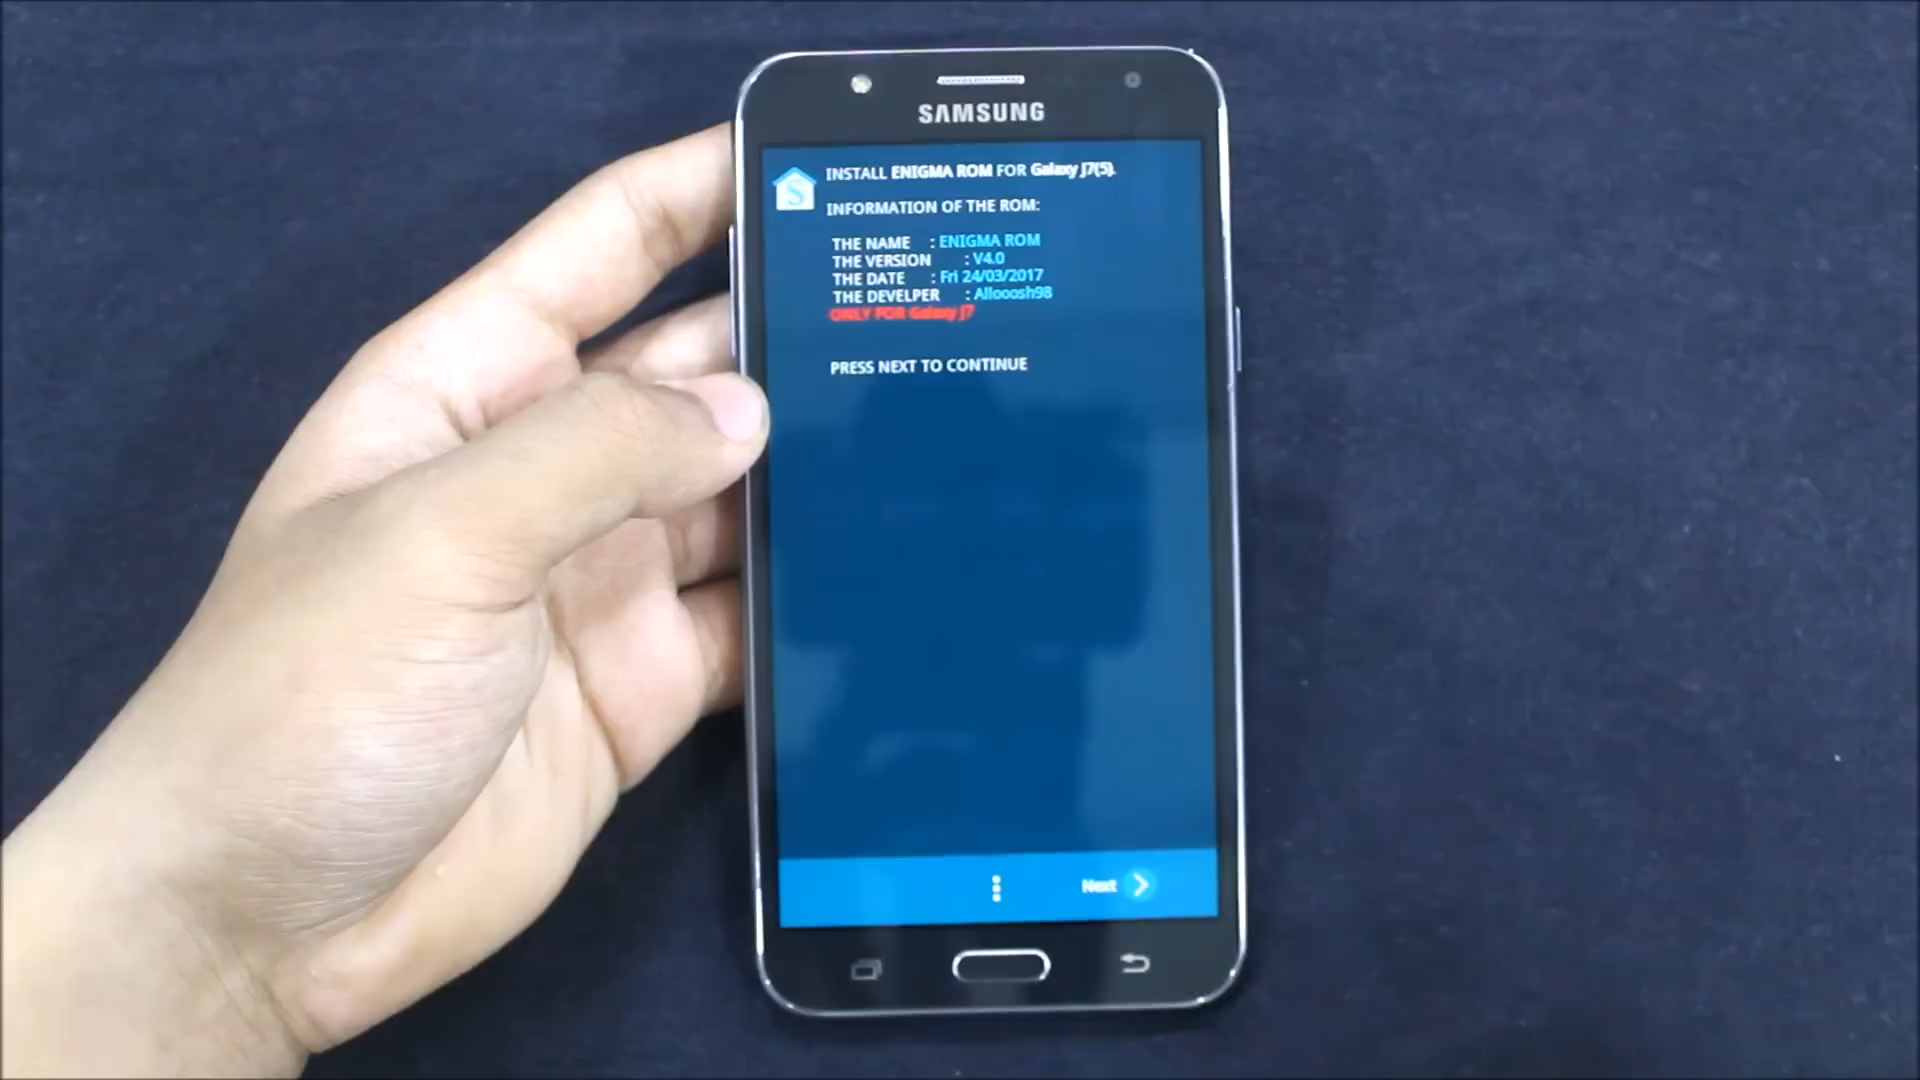 SAMSUNG
INSTALL ENIGMA ROM FOR Galaxy J7(5).
INFORMATION OF THE ROM:
THE NAME : ENIGMA ROM
THE VERSION : V4.0
THE DATE : Fri 24/03/2017
THE DEVELPER : Allooosh98
ONLY FOR Galaxy J7
PRESS NEXT TO CONTINUE
Next